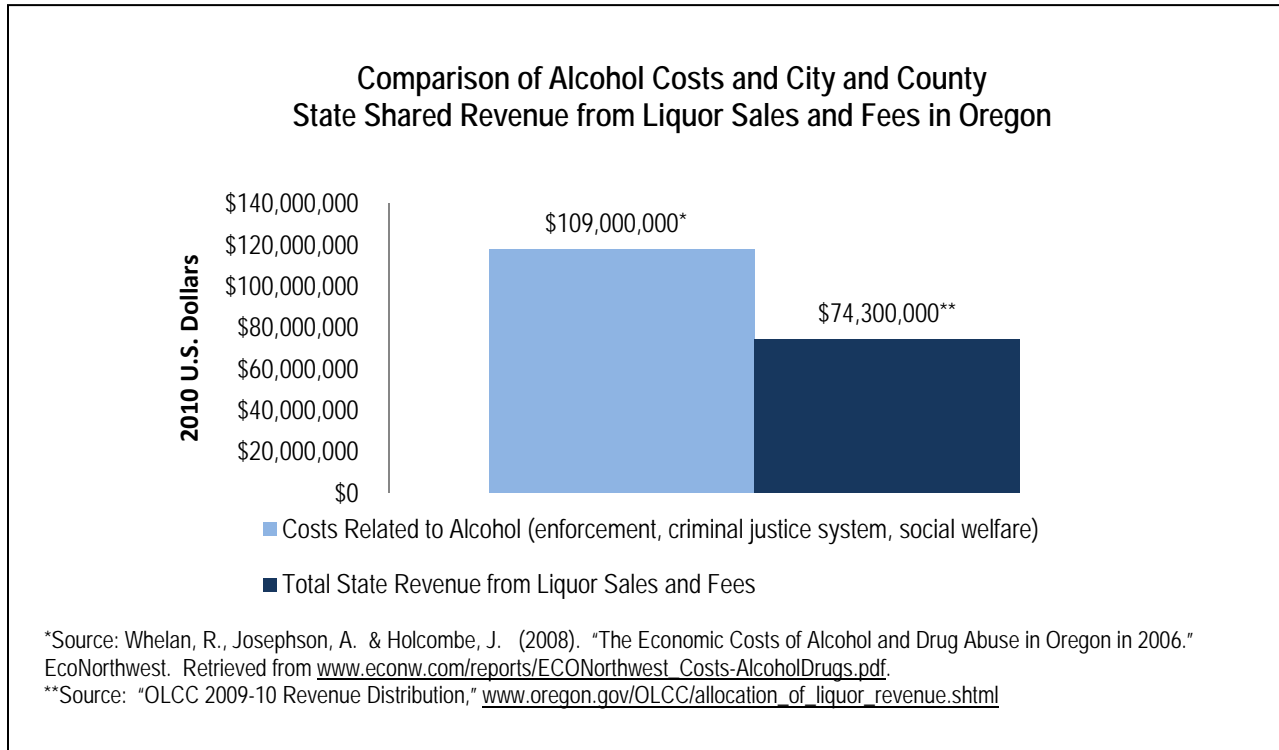 Comparison of Alcohol Costs and City and County
State Shared Revenue from Liquor Sales and Fees in Oregon
2010 U.S. Dollars
$140,000,000
$120,000,000
$100,000,000
$80,000,000
$60,000,000
$40,000,000
$20,000,000
$0
$109,000,000*
$74,300,000**
Costs Related to Alcohol (enforcement, criminal justice system, social welfare)
Total State Revenue from Liquor Sales and Fees
*Source: Whelan, R., Josephson, A. & Holcombe, J. (2008). "The Economic Costs of Alcohol and Drug Abuse in Oregon in 2006."
EcoNorthwest. Retrieved from www.econw.com/reports/ECONorthwest_Costs-AlcoholDrugs.pdf.
**Source: "OLCC 2009-10 Revenue Distribution," www.oregon.gov/OLCC/allocation_of_liquor_revenue.shtml